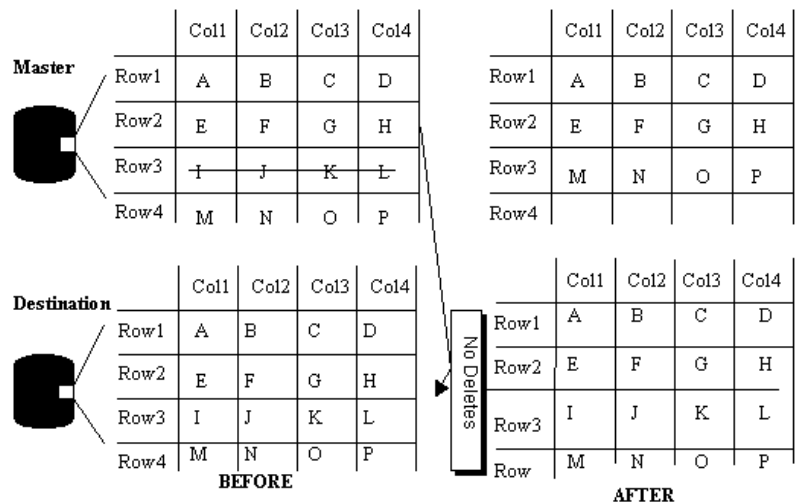 Col1 Col2 Col3 Col4
Master
Row1 A B C D
Row2 E F G H
Row3 I J K L
Row4 M N O P
Col1 Col2 Col3 Col4
Row1 A B C D
Row2 E F G H
Row3 M N O P
Row4
Col1 Col2 Col3 Col4
Destination
Row1 A B C D
Row2 E F G H
Row3 I J K L
Row4 M N O P
BEFORE
No Deletes
Col1 Col2 Col3 Col4
Row1 A B C D
Row2 E F G H
Row3 I J K L
Row M N O P
AFTER